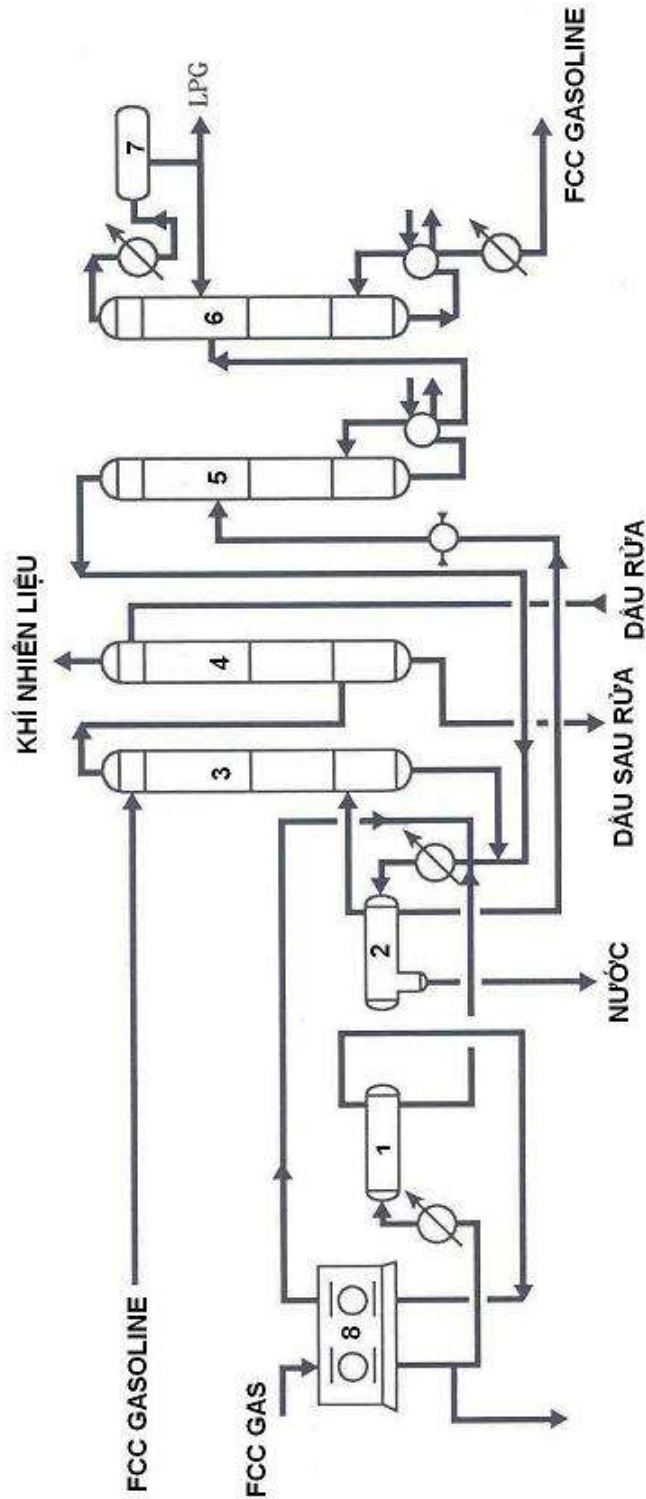 KHÍ NHIÊN LIỆU
7
LPG
FCC GASOLINE
6
5
4
3
FCC GAS
8
1
2
NƯỚC
DẦU SAU RỬA
DẦU RỬA
FCC GASOLINE